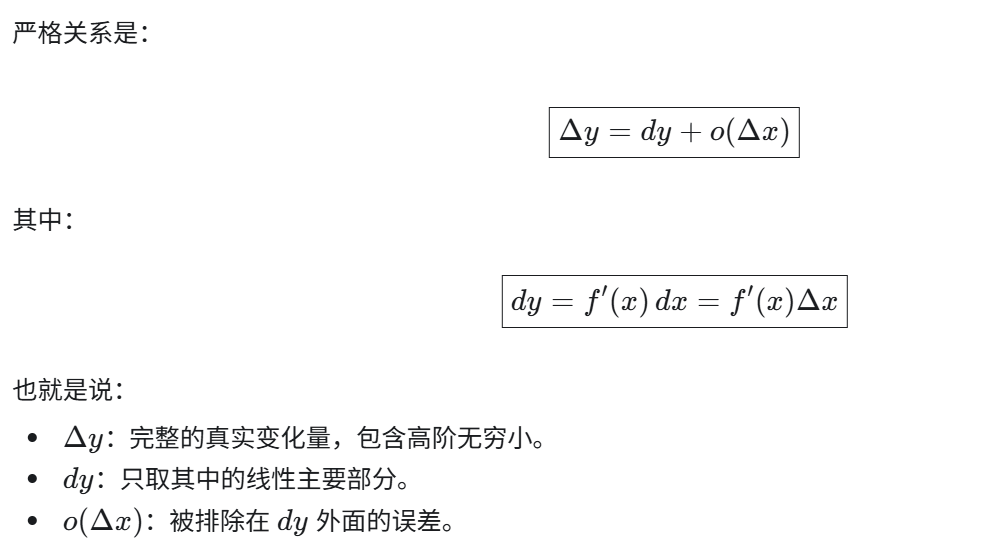 严格关系是：
Δy = dy + o(Δx)
其中：
dy = f′(x) dx = f′(x)Δx
也就是说：
• Δy：完整的真实变化量，包含高阶无穷小。
• dy：只取其中的线性主要部分。
• o(Δx)：被排除在 dy 外面的误差。